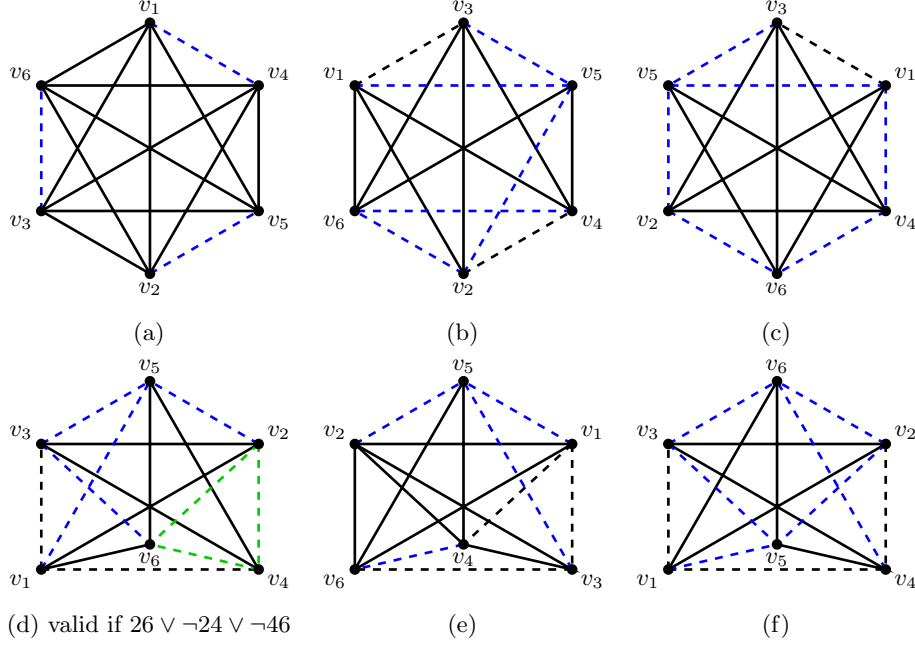 v₁
v₆ v₄
v₃ v₅
v₂
(a)
v₃
v₁ v₅
v₆ v₄
v₂
(b)
v₃
v₅ v₁
v₂ v₄
v₆
(c)
v₅
v₃ v₂
v₆
v₁ v₄
(d) valid if 26 ∨ ¬24 ∨ ¬46
v₅
v₂ v₁
v₄
v₆ v₃
(e)
v₆
v₃ v₂
v₅
v₁ v₄
(f)